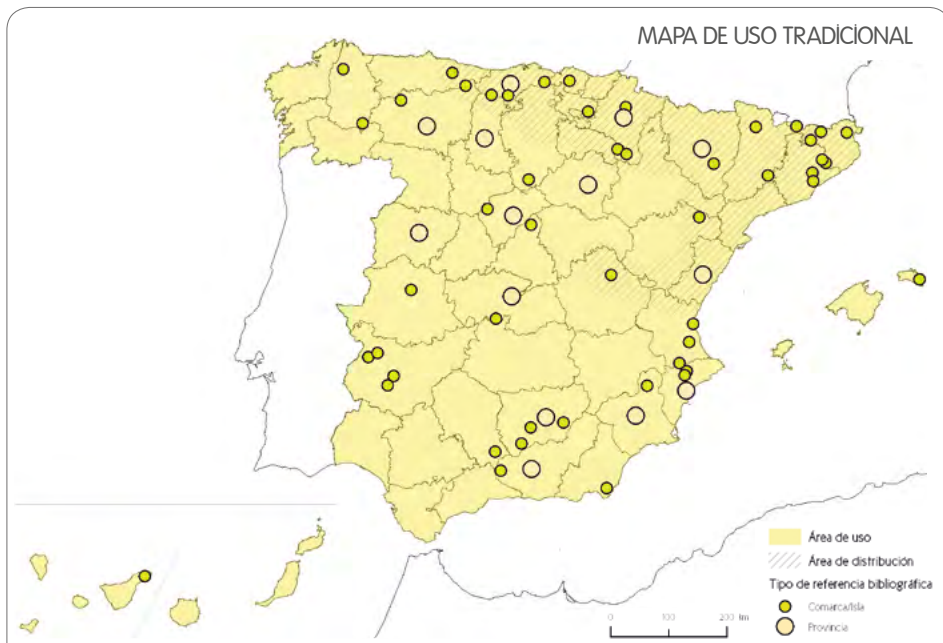 MAPA DE USO TRADICIONAL
Área de uso
Área de distribución
Tipo de referencia bibliográfica
Comarca/Isla
Provincia
0 100 200 km